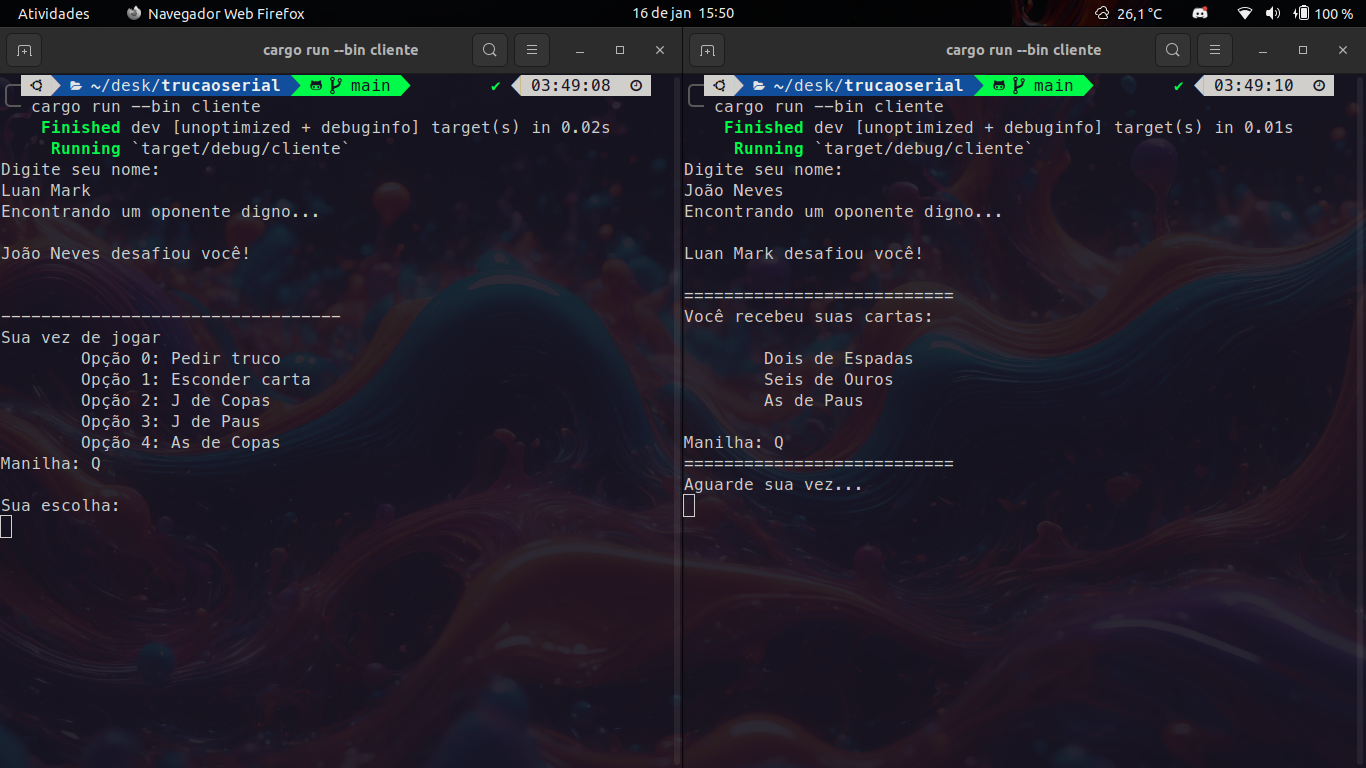 Atividades Navegador Web Firefox 16 de jan 15:50 26,1 °C 100 %
cargo run --bin cliente
~/desk/trucaoserial main ✔ 03:49:08
cargo run --bin cliente
Finished dev [unoptimized + debuginfo] target(s) in 0.02s
Running `target/debug/cliente`
Digite seu nome:
Luan Mark
Encontrando um oponente digno...
João Neves desafiou você!
----------------------------------
Sua vez de jogar
Opção 0: Pedir truco
Opção 1: Esconder carta
Opção 2: J de Copas
Opção 3: J de Paus
Opção 4: As de Copas
Manilha: Q
Sua escolha:
cargo run --bin cliente
~/desk/trucaoserial main ✔ 03:49:10
cargo run --bin cliente
Finished dev [unoptimized + debuginfo] target(s) in 0.01s
Running `target/debug/cliente`
Digite seu nome:
João Neves
Encontrando um oponente digno...
Luan Mark desafiou você!
===========================
Você recebeu suas cartas:
Dois de Espadas
Seis de Ouros
As de Paus
Manilha: Q
===========================
Aguarde sua vez...